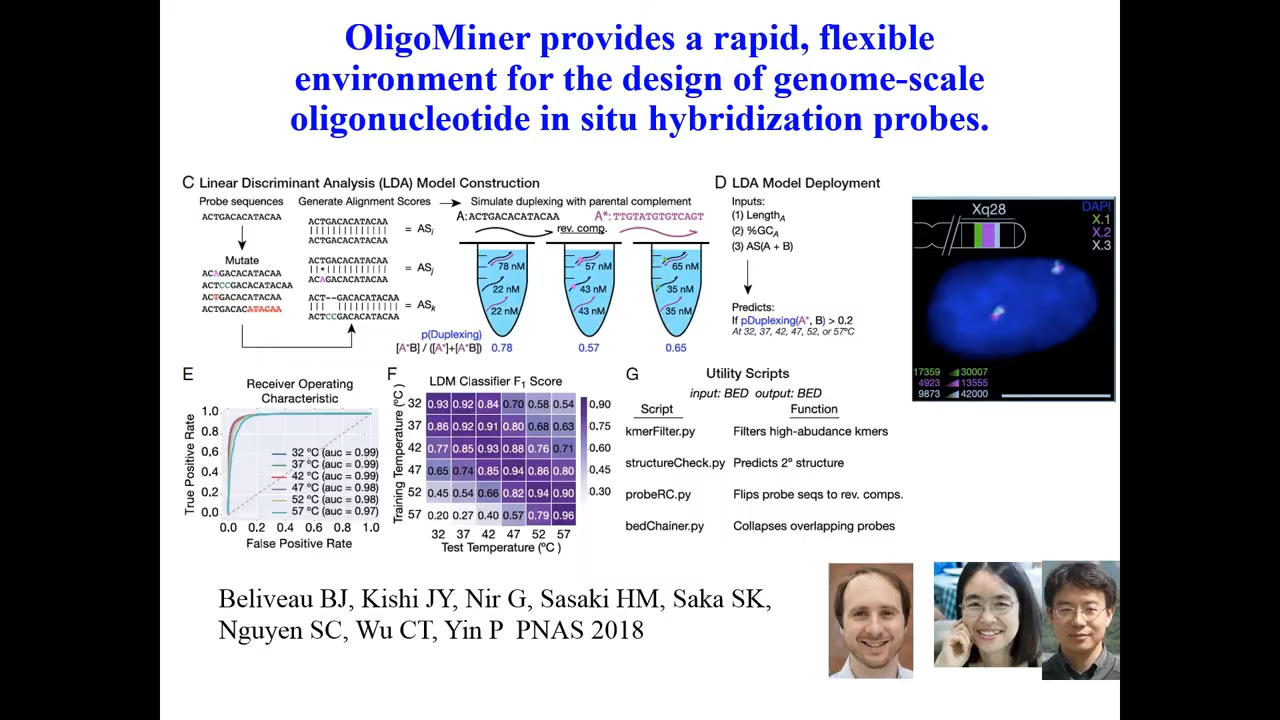 OligoMiner provides a rapid, flexible
environment for the design of genome-scale
oligonucleotide in situ hybridization probes.
C Linear Discriminant Analysis (LDA) Model Construction
Probe sequences
ACTGACACATACAA
Mutate
ACAGACACATACAA
ACTCCGACACATACAA
ACTTGACACATACAA
ACTGACACATACAA
Generate Alignment Scores
ACTGACACATACAA
= ASi
ACTGACACATACAA
ACTGACACATACAA
||*|||||||||||
= ASj
ACAGACACATACAA
ACT--GACACATACAA
= ASk
ACTCCGACACATACAA
Simulate duplexing with parental complement
A:ACTGACACATACAA
A*:TTGTATGTGTCAGT
rev. comp.
78 nM
22 nM
22 nM
57 nM
43 nM
43 nM
65 nM
35 nM
35 nM
p(Duplexing)
[A*B] / ([A*]+[A*B])
0.78
0.57
0.65
D LDA Model Deployment
Inputs:
(1) LengthA
(2) %GCA
(3) AS(A + B)
Predicts:
If pDuplexing(A*, B) > 0.2
At 32, 37, 42, 47, 52, or 57ºC
Xq28
DAPI
X.1
X.2
X.3
17359 30007
4923 13555
9873 42000
E
Receiver Operating
Characteristic
True Positive Rate
1.0
0.8
0.6
0.4
0.2
0.0
32 ºC (auc = 0.99)
37 ºC (auc = 0.99)
42 ºC (auc = 0.99)
47 ºC (auc = 0.98)
52 ºC (auc = 0.98)
57 ºC (auc = 0.97)
0.0 0.2 0.4 0.6 0.8 1.0
False Positive Rate
F
LDM Classifier F1 Score
Training Temperature (ºC)
32 0.93 0.92 0.84 0.70 0.58 0.54
37 0.86 0.92 0.91 0.80 0.68 0.63
42 0.77 0.85 0.93 0.88 0.76 0.71
47 0.65 0.74 0.85 0.94 0.86 0.80
52 0.45 0.54 0.66 0.82 0.94 0.90
57 0.20 0.27 0.40 0.57 0.79 0.96
32 37 42 47 52 57
Test Temperature (ºC)
0.90
0.75
0.60
0.45
0.30
G
Utility Scripts
input: BED output: BED
Script Function
kmerFilter.py Filters high-abudance kmers
structureCheck.py Predicts 2º structure
probeRC.py Flips probe seqs to rev. comps.
bedChainer.py Collapses overlapping probes
Beliveau BJ, Kishi JY, Nir G, Sasaki HM, Saka SK,
Nguyen SC, Wu CT, Yin P PNAS 2018